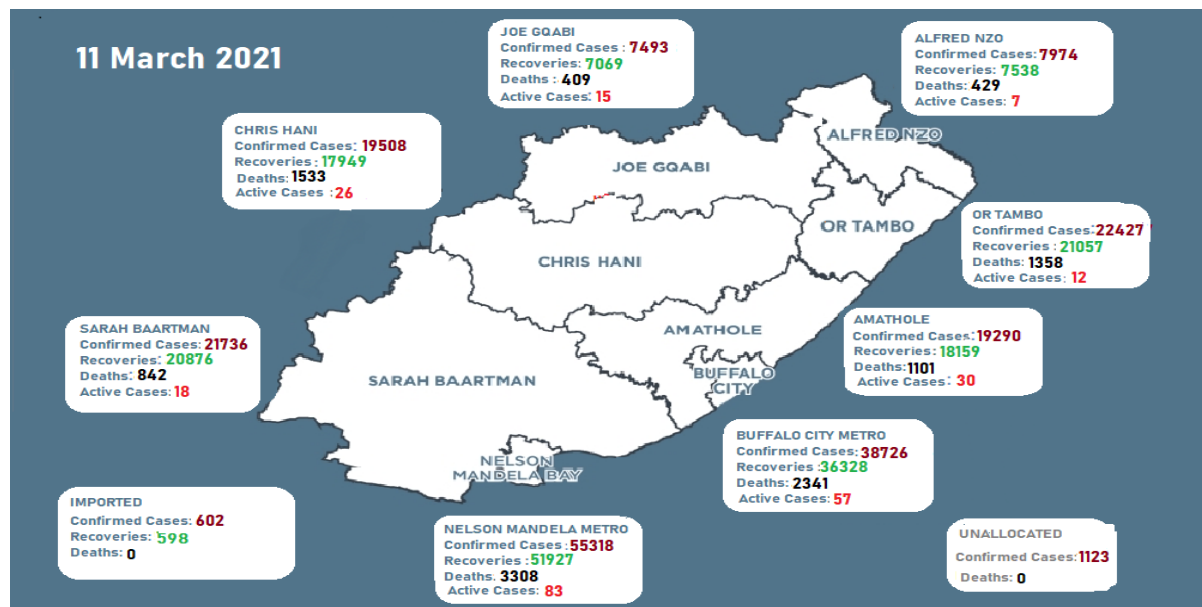 11 March 2021
JOE GQABI
Confirmed Cases : 7493
Recoveries: 7069
Deaths : 409
Active Cases: 15
ALFRED NZO
Confirmed Cases : 7974
Recoveries : 7538
Deaths: 429
Active Cases: 7
CHRIS HANI
Confirmed Cases: 19508
Recoveries : 17949
Deaths: 1533
Active Cases : 26
ALFRED NZO
JOE GQABI
OR TAMBO
OR TAMBO
Confirmed Cases:22427
Recoveries : 21057
Deaths: 1358
Active Cases: 12
CHRIS HANI
SARAH BAARTMAN
Confirmed Cases: 21736
Recoveries: 20876
Deaths: 842
Active Cases: 18
AMATHOLE
AMATHOLE
Confirmed Cases :19290
Recoveries: 18159
Deaths:1101
Active Cases : 30
SARAH BAARTMAN
BUFFALO
CITY
BUFFALO CITY METRO
Confirmed Cases :38726
Recoveries :36328
Deaths: 2341
Active Cases: 57
NELSON
MANDELA BAY
IMPORTED
Confirmed Cases: 602
Recoveries: 598
Deaths: 0
NELSON MANDELA METRO
Confirmed Cases :55318
Recoveries: 51927
Deaths. 3308
Active Cases: 83
UNALLOCATED
Confirmed Cases:1123
Deaths: 0